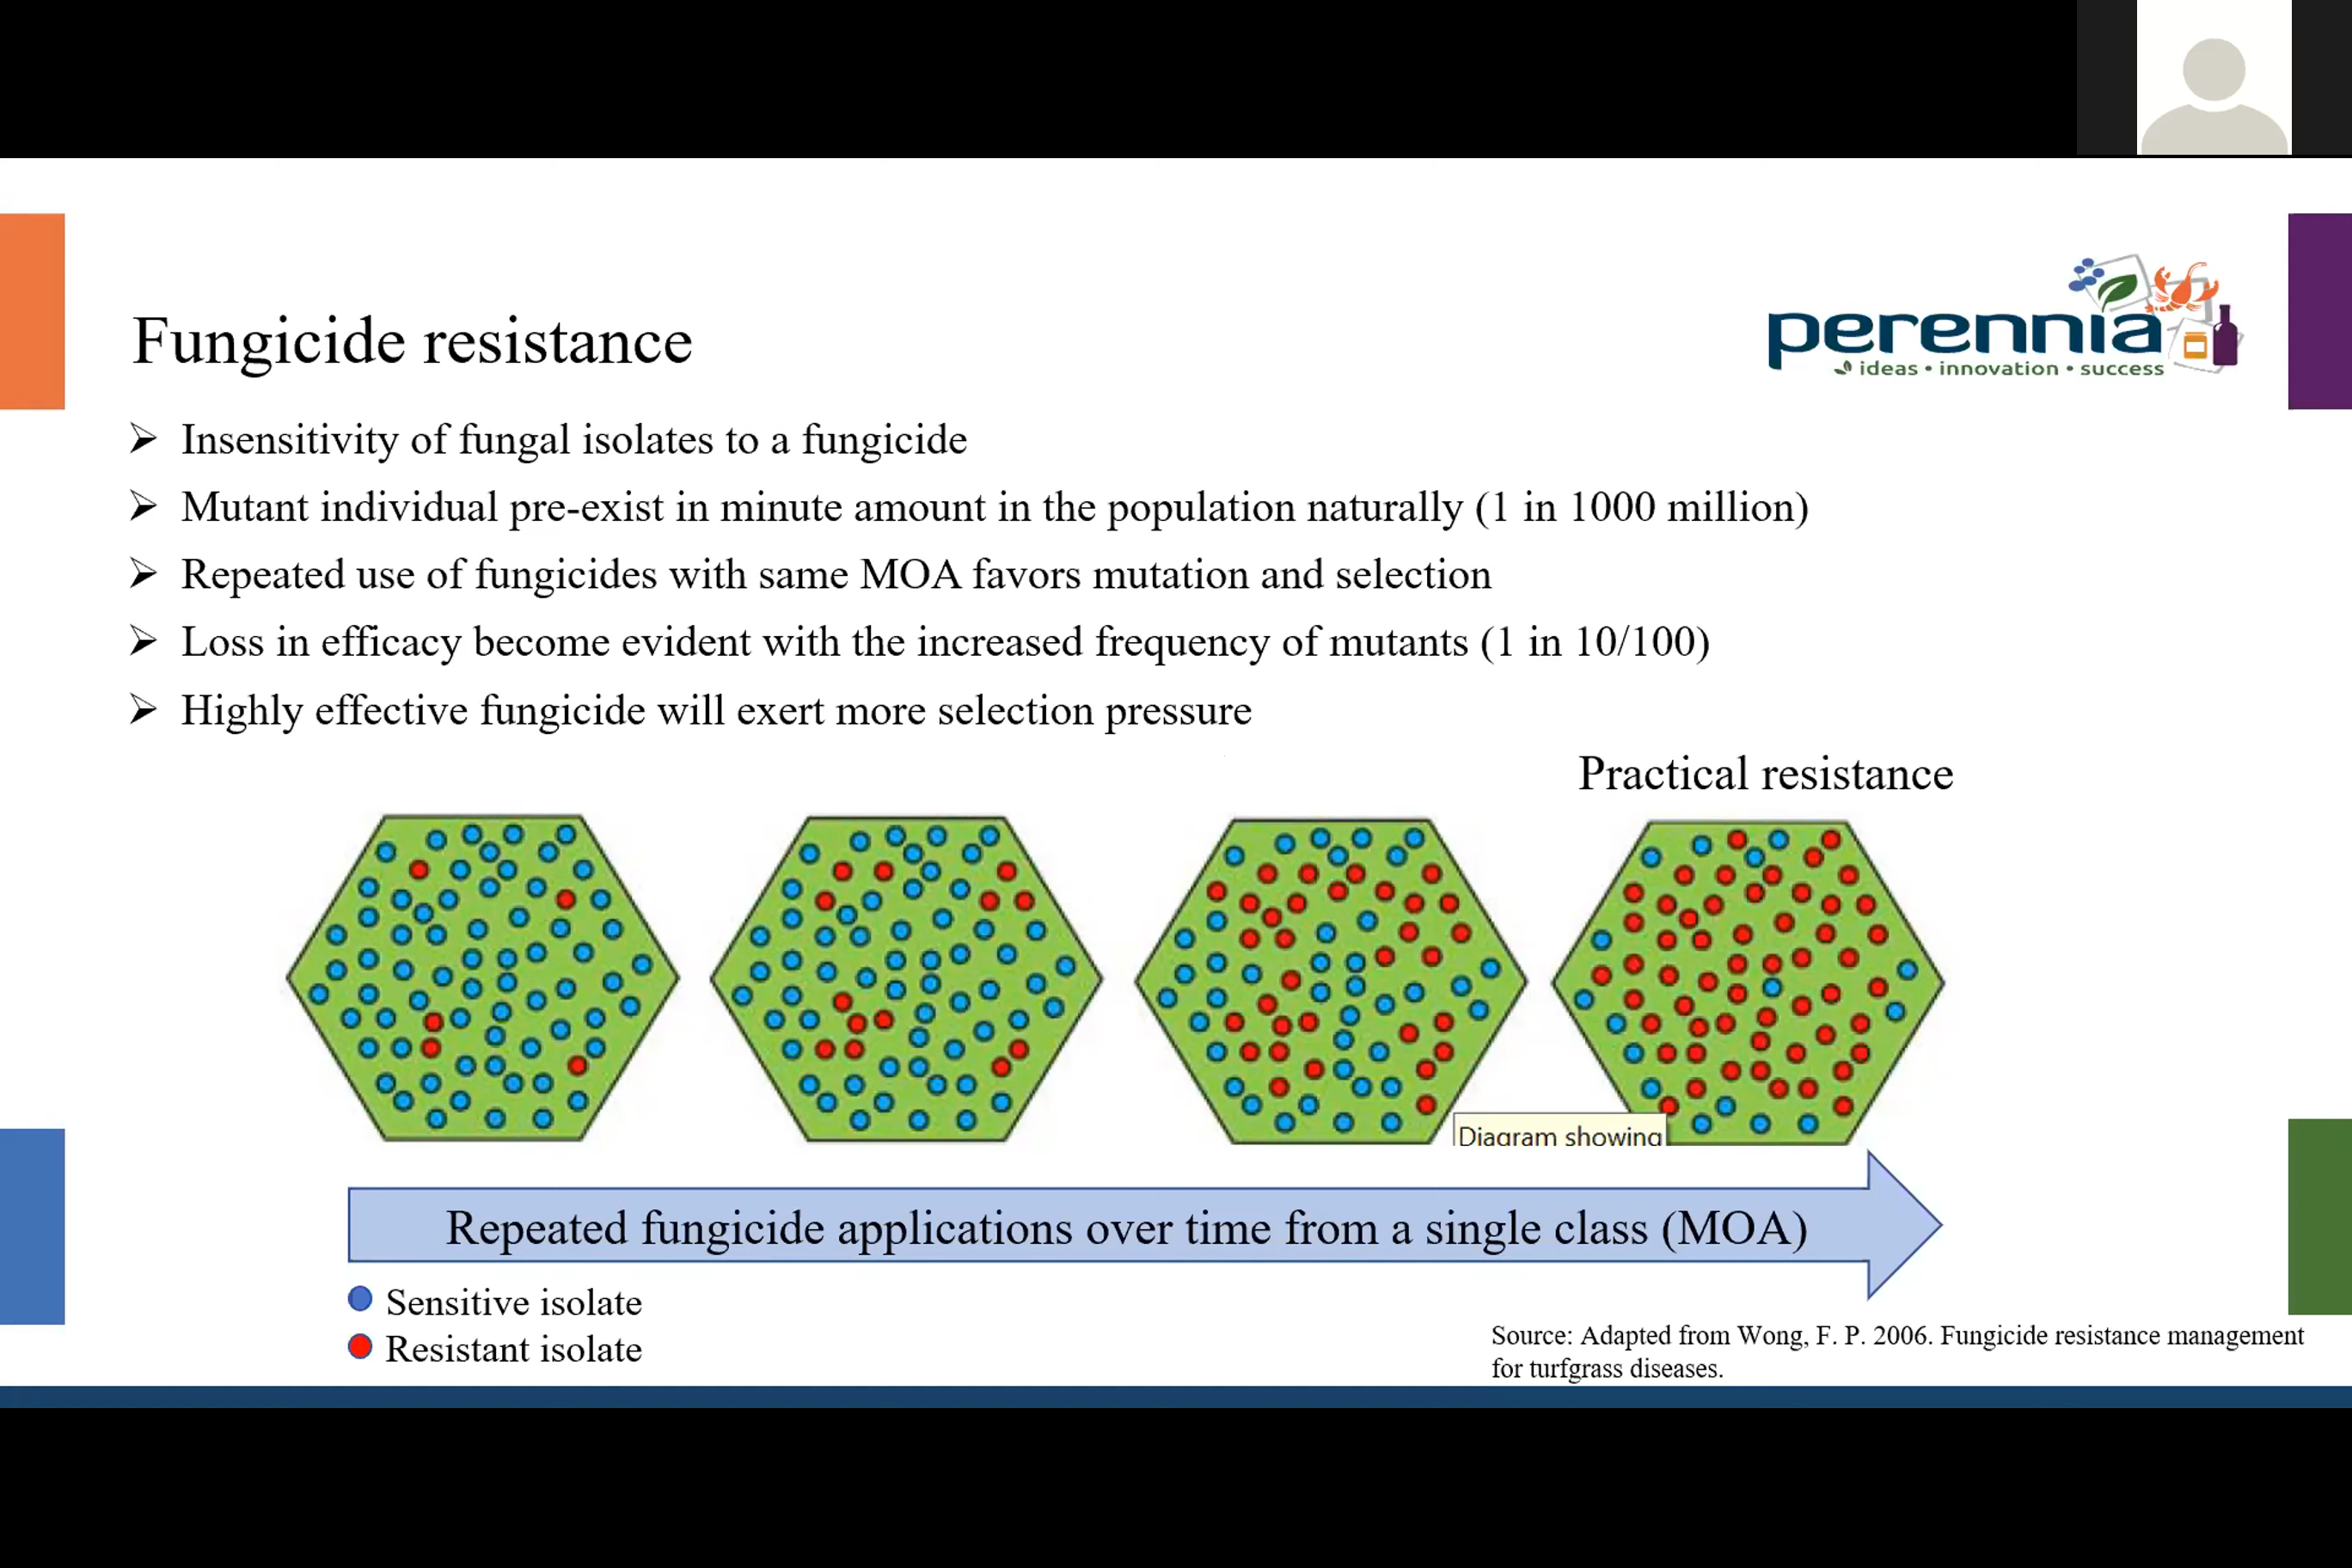 perennia
ideas • innovation • success
Fungicide resistance
Insensitivity of fungal isolates to a fungicide
Mutant individual pre-exist in minute amount in the population naturally (1 in 1000 million)
Repeated use of fungicides with same MOA favors mutation and selection
Loss in efficacy become evident with the increased frequency of mutants (1 in 10/100)
Highly effective fungicide will exert more selection pressure
Practical resistance
Diagram showing
Repeated fungicide applications over time from a single class (MOA)
Sensitive isolate
Resistant isolate
Source: Adapted from Wong, F. P. 2006. Fungicide resistance management
for turfgrass diseases.